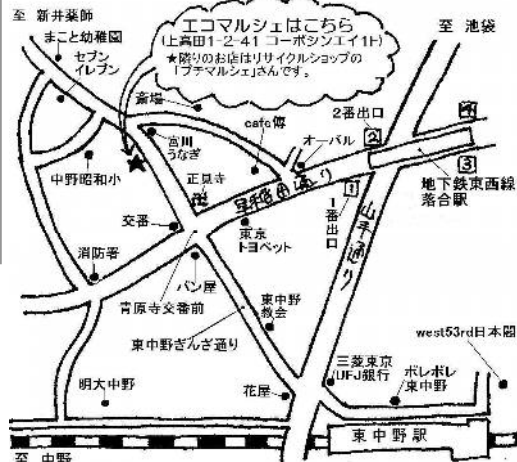 至 新井薬師
まこと幼稚園
セブン
イレブン
エコマルシェはこちら
(上高田1-2-41 コーポシンエイ1F)
★隣りのお店はリサイクルショップの
「プチマルシェ」さんです。
至 池袋
斎場
宮川
うなぎ
cafe傳
オーバル
2番出口
2
4
3
1
1番出口
地下鉄東西線
落合駅
中野昭和小
正見寺
卍
早稲田通り
山手通り
交番
東京
トヨペット
消防署
パン屋
青原寺交番前
東中野
教会
東中野ぎんざ通り
west53rd日本閣
三菱東京
UFJ銀行
ポレポレ
東中野
明大中野
花屋
東中野駅
至 中野